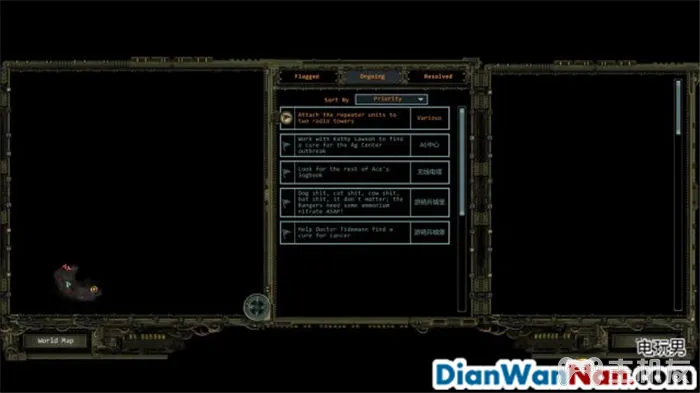 Flagged
Ongoing
Resolved
Sort By
Priority
Attach the repeater units to
two radio towers
Various
Work with Kathy Lawson to find
a cure for the Ag Center
outbreak
AG中心
Look for the rest of Ace's
logbook
无线电塔
Dog shit, cat shit, cow shit,
bat shit, it don't matter; the
Rangers need some ammonium
nitrate ASAP!
游骑兵城堡
Help Doctor Tidemann find a
cure for cancer
游骑兵城堡
World Map
电玩男
DianWanNan.com